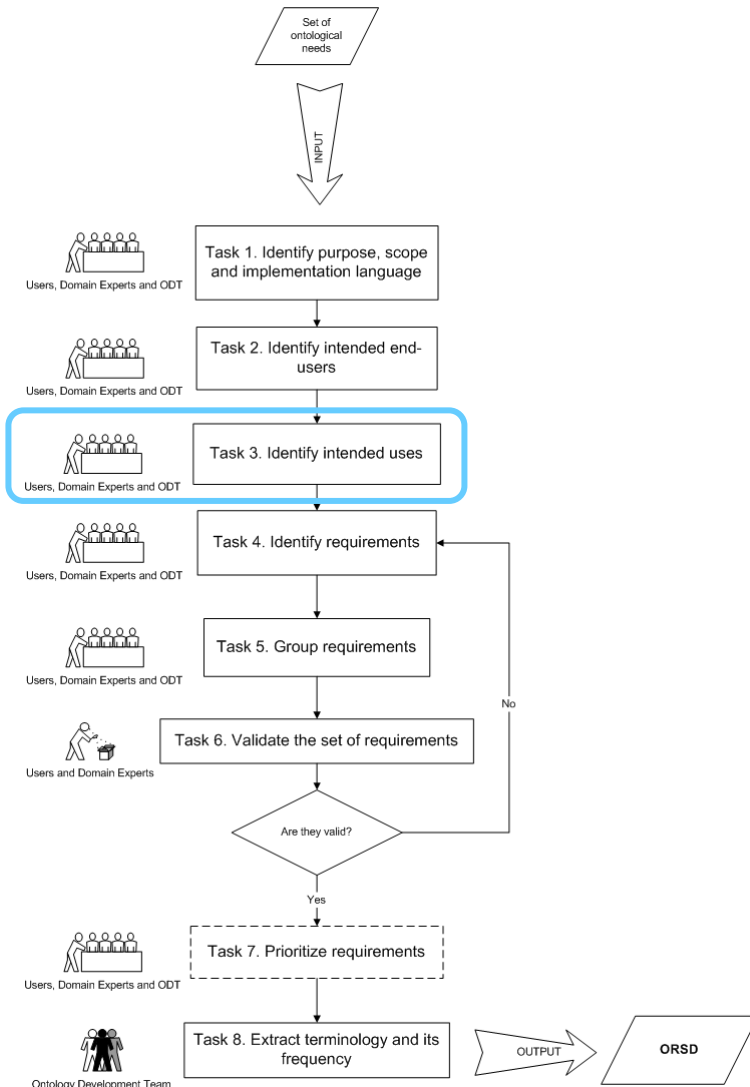 Set of
ontological
needs
INPUT
Task 1. Identify purpose, scope
and implementation language
Users, Domain Experts and ODT
Task 2. Identify intended end-
users
Users, Domain Experts and ODT
Task 3. Identify intended uses
Users, Domain Experts and ODT
Task 4. Identify requirements
Users, Domain Experts and ODT
Task 5. Group requirements
Users, Domain Experts and ODT
No
Task 6. Validate the set of requirements
Users and Domain Experts
Are they valid?
Yes
Task 7. Prioritize requirements
Users, Domain Experts and ODT
Task 8. Extract terminology and its
frequency
Ontology Development Team
OUTPUT
ORSD